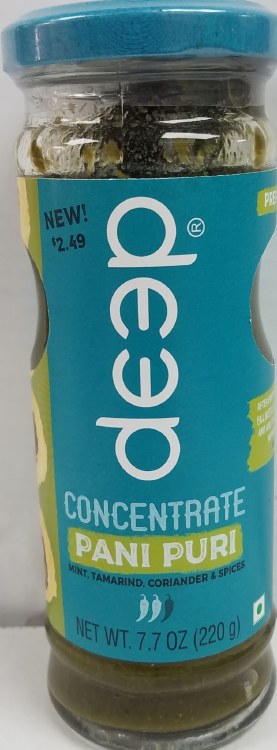 NEW!
$2.49
deep®
CONCENTRATE
PANI PURI
MINT, TAMARIND, CORIANDER & SPICES
NET WT. 7.7 OZ (220 g)